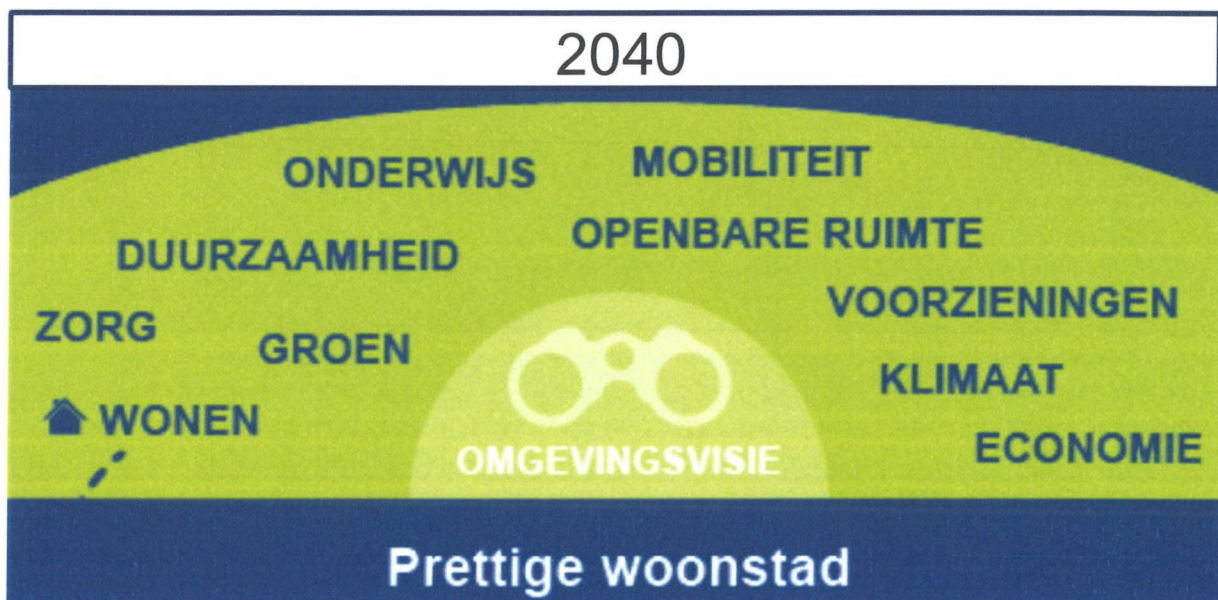 2040
ONDERWIJS
MOBILITEIT
DUURZAAMHEID
OPENBARE RUIMTE
ZORG
GROEN
VOORZIENINGEN
WONEN
KLIMAAT
OMGEVINGSVISIE
ECONOMIE
Prettige woonstad